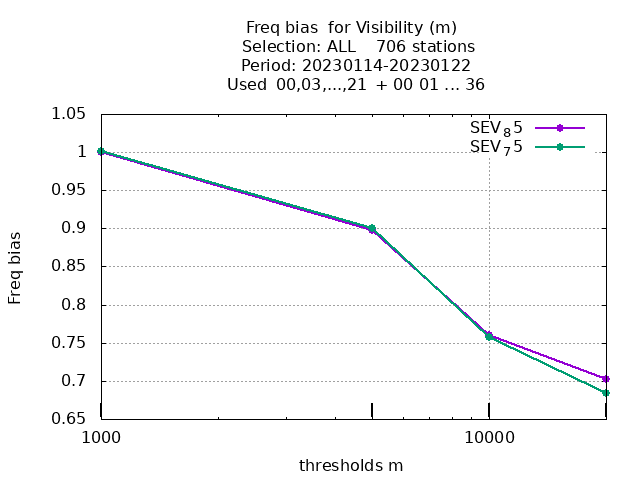 Freq bias  for Visibility (m)
Selection: ALL    706 stations
Period: 20230114-20230122
Used  00,03,...,21  + 00 01 ... 36
1.05
1
0.95
0.9
0.85
0.8
0.75
0.7
0.65
Freq bias
SEV₈5
SEV₇5
1000
10000
thresholds m